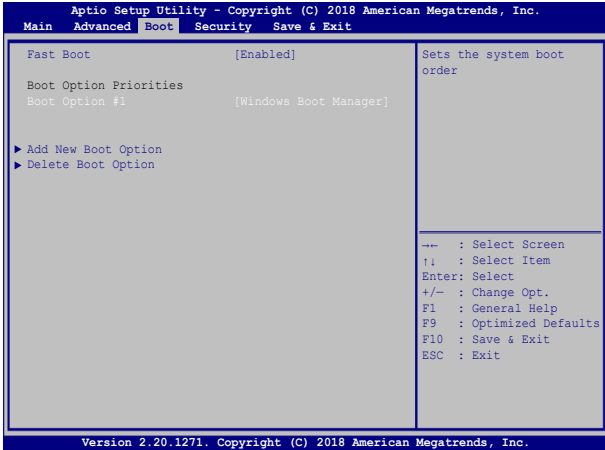 Aptio Setup Utility - Copyright (C) 2018 American Megatrends, Inc.
Main Advanced Boot Security Save & Exit
Fast Boot [Enabled]
Boot Option Priorities
Boot Option #1 [Windows Boot Manager]
▶ Add New Boot Option
▶ Delete Boot Option
Sets the system boot
order
→← : Select Screen
↑↓ : Select Item
Enter: Select
+/— : Change Opt.
F1 : General Help
F9 : Optimized Defaults
F10 : Save & Exit
ESC : Exit
Version 2.20.1271. Copyright (C) 2018 American Megatrends, Inc.